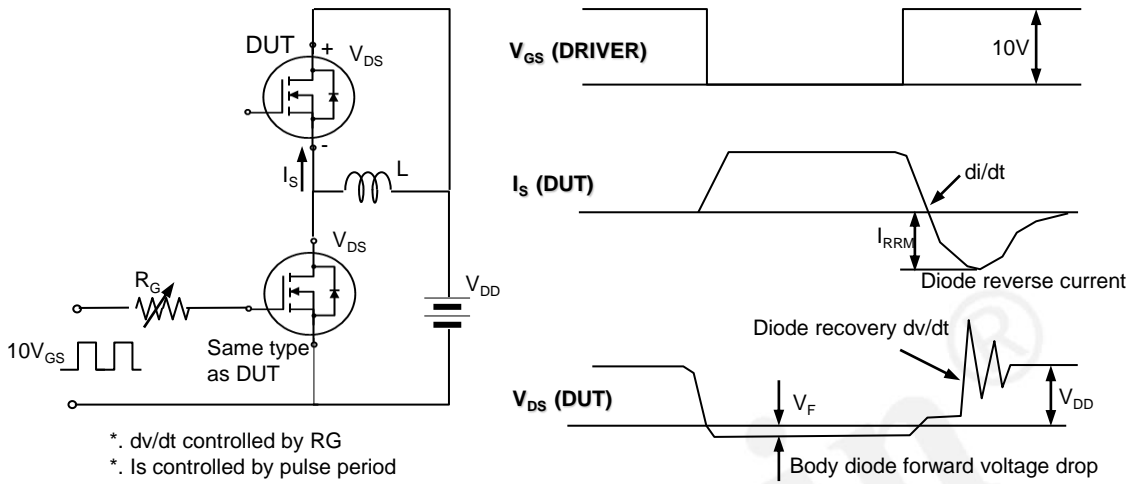 DUT
+
V_DS
-
I_S
L
V_DS
R_G
V_DD
10V_GS
Same type
as DUT
*. dv/dt controlled by RG
*. Is controlled by pulse period
V_GS (DRIVER)
10V
I_S (DUT)
di/dt
I_RRM
Diode reverse current
Diode recovery dv/dt
V_DS (DUT)
V_F
V_DD
Body diode forward voltage drop
®